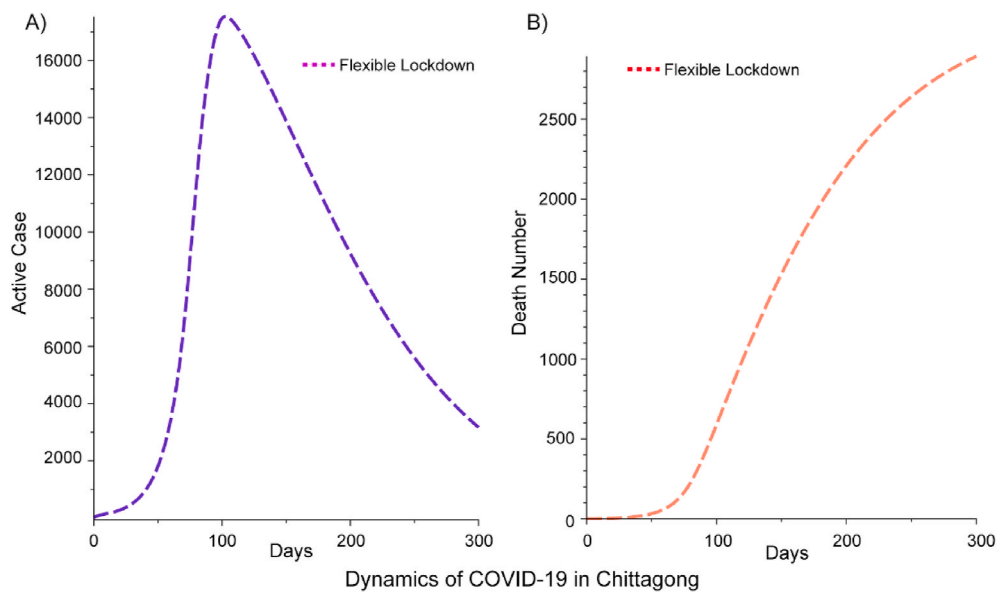 A)
Flexible Lockdown
16000
14000
12000
10000
8000
6000
4000
2000
Active Case
0
100
200
300
Days
B)
Flexible Lockdown
2500
2000
1500
1000
500
0
Death Number
0
100
200
300
Days
Dynamics of COVID-19 in Chittagong